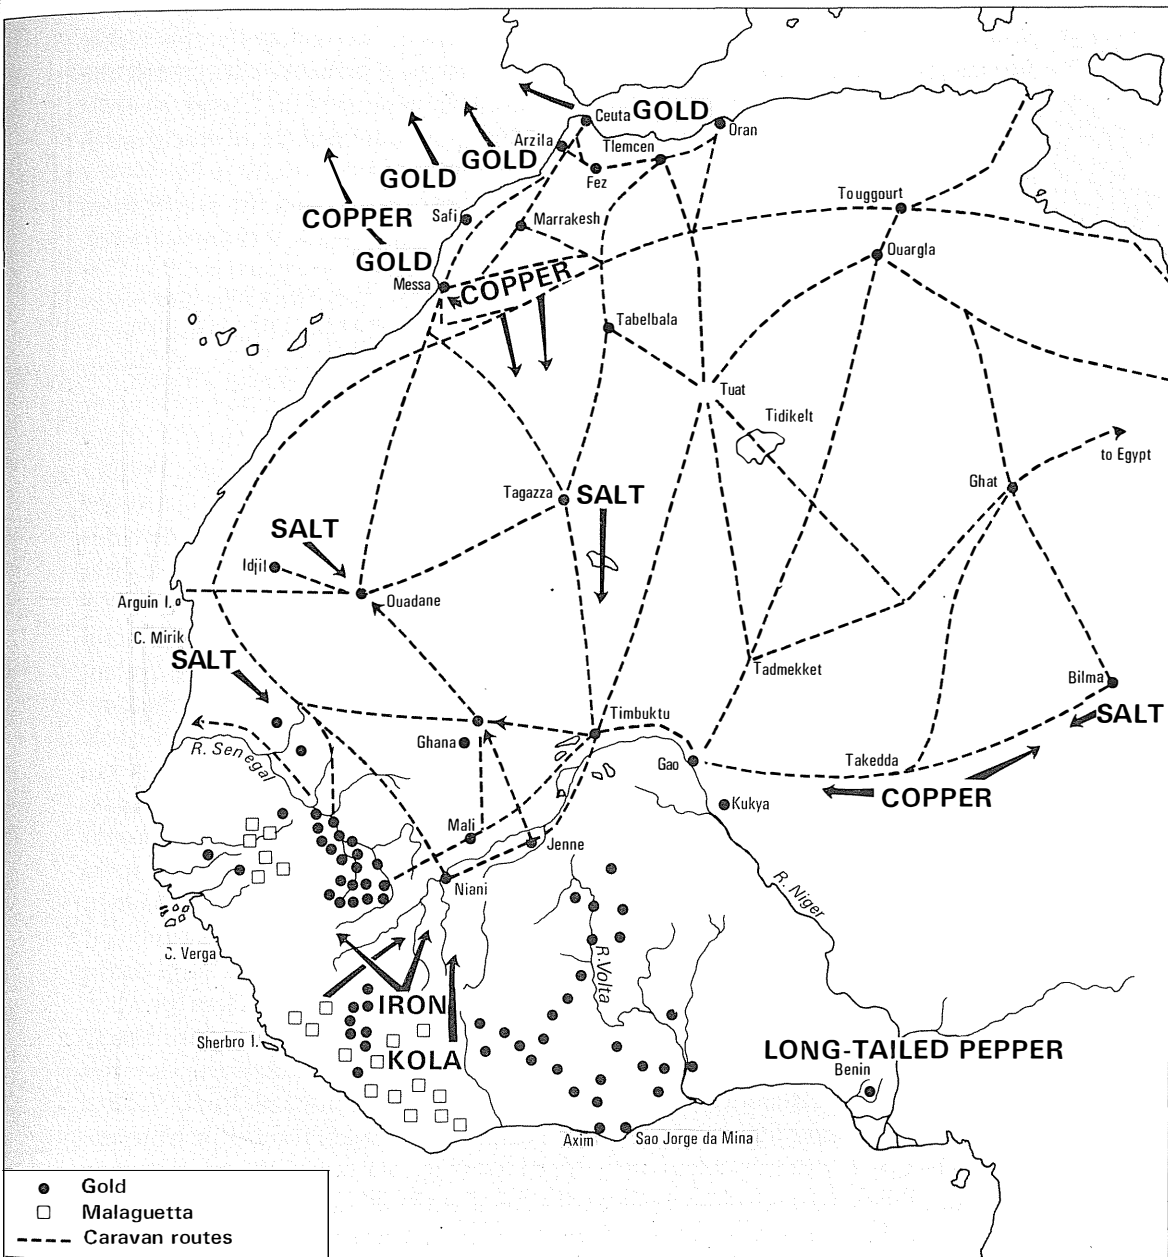 Ceuta
GOLD
Oran
Arzila
Tlemcen
GOLD
Fez
GOLD
Touggourt
COPPER
Safi
Marrakesh
Ouargla
GOLD
Messa
COPPER
Tabelbala
Tuat
Tidikelt
to Egypt
Ghat
Tagazza
SALT
SALT
Idjil
Ouadane
Arguin I.
C. Mirik
SALT
Tadmekket
Bilma
Timbuktu
SALT
Ghana
R. Senegal
Gao
Takedda
COPPER
Kukya
Mali
Jenne
Niani
R. Niger
C. Verga
R. Volta
IRON
Sherbro I.
KOLA
LONG-TAILED PEPPER
Benin
Axim
Sao Jorge da Mina
Gold
Malaguetta
Caravan routes